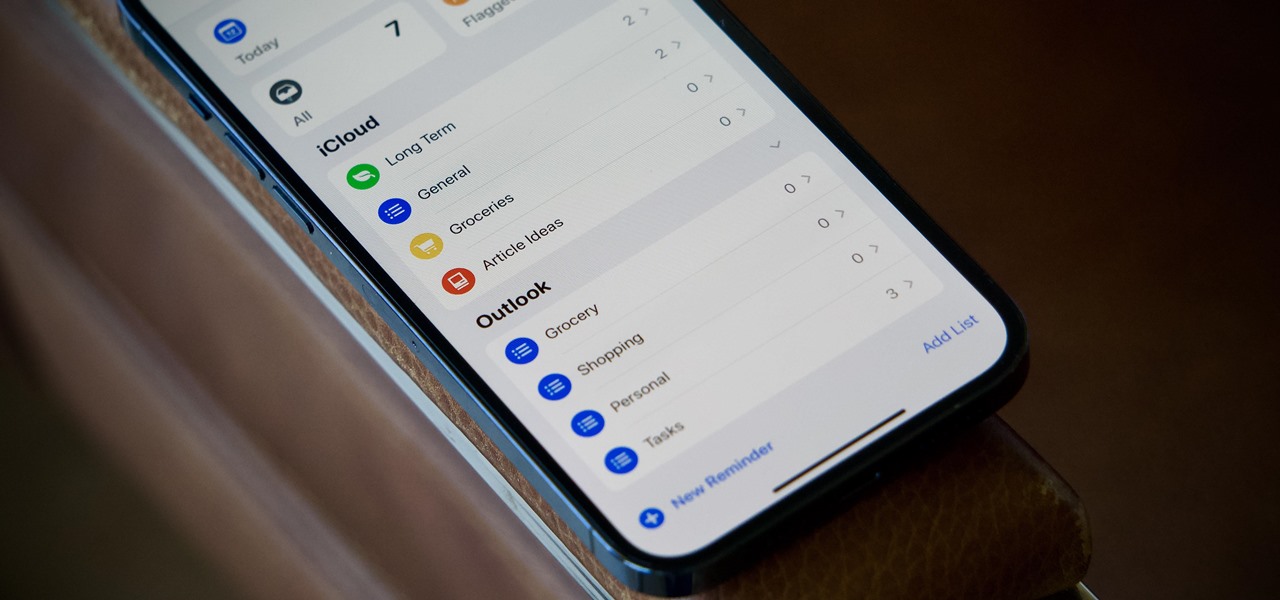 Today
7
Flagge
All
iCloud
Long Term 2
General 2
Groceries 0
Article Ideas 0
Outlook
Grocery 0
Shopping 0
Personal 0
Tasks 3
New Reminder Add List